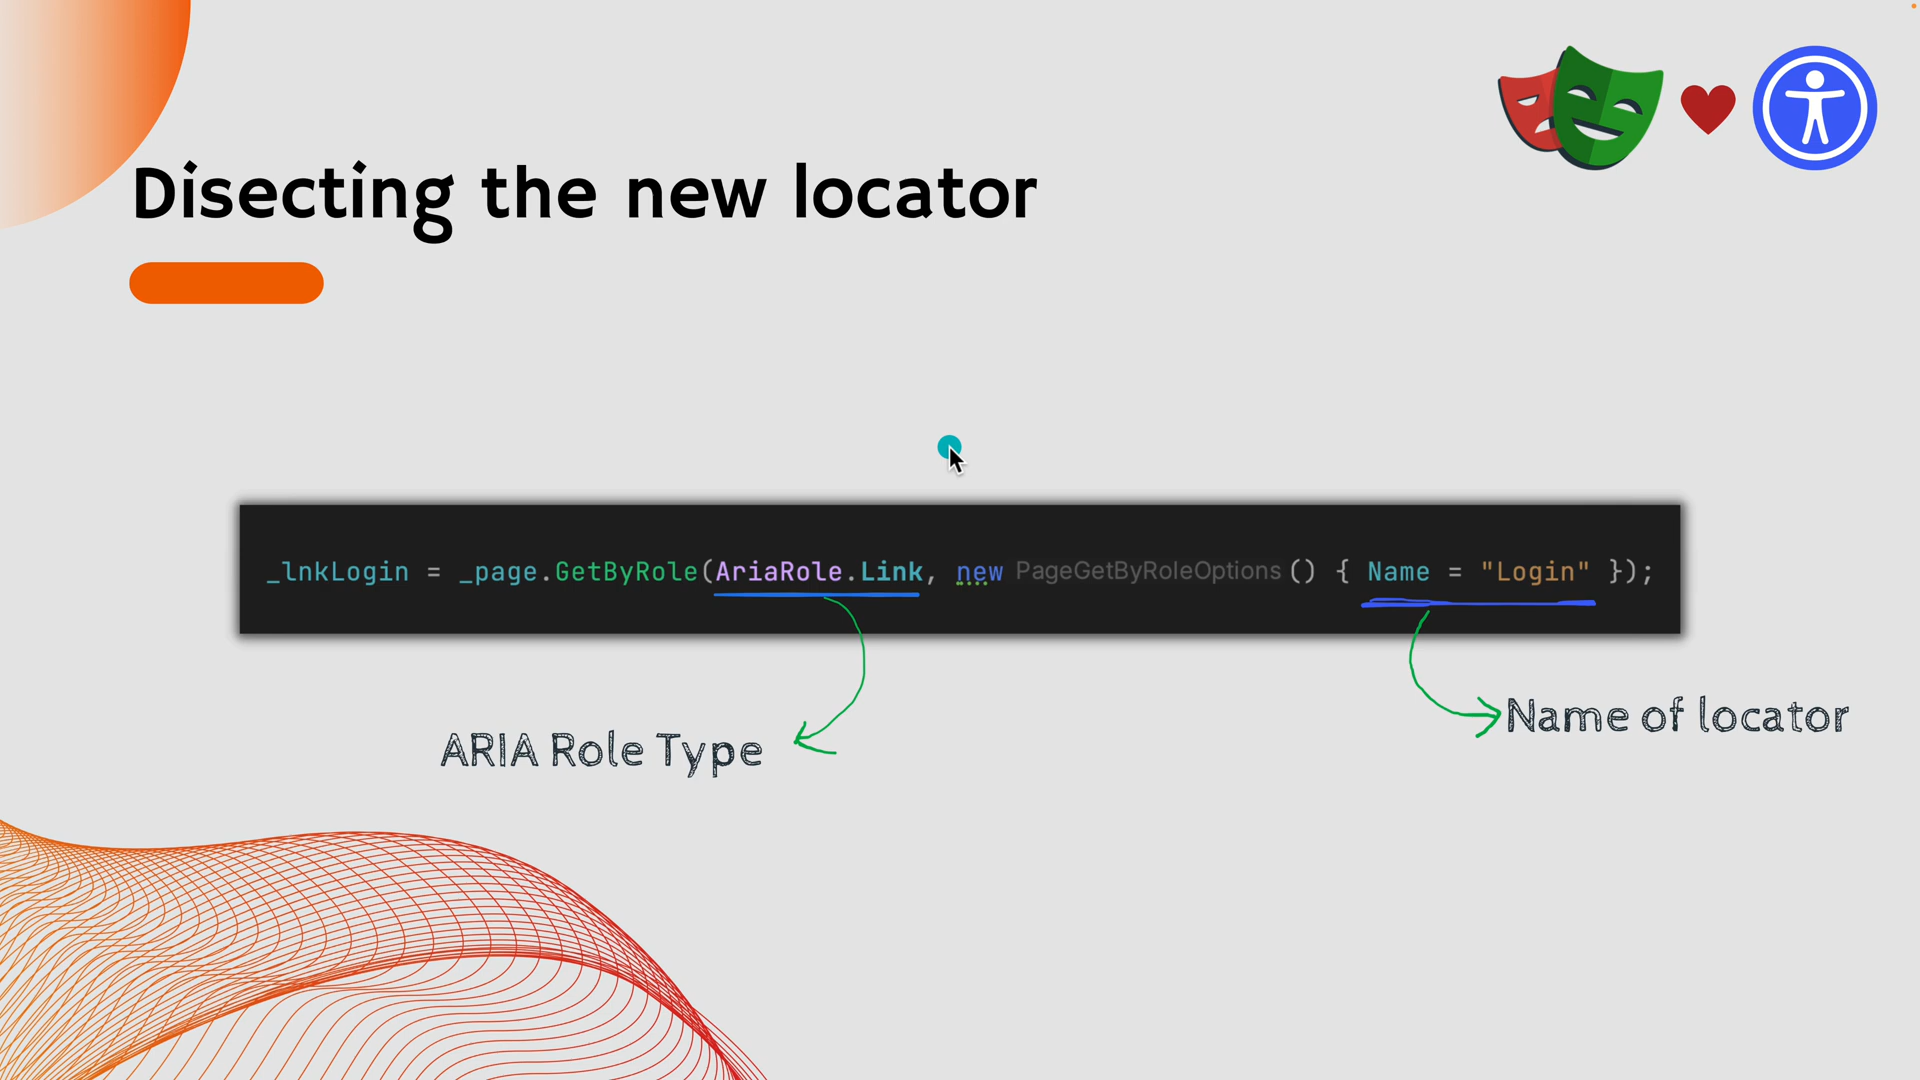 Disecting the new locator
_lnkLogin = _page.GetByRole(AriaRole.Link, new PageGetByRoleOptions() { Name = "Login" });
Name of locator
ARIA Role Type